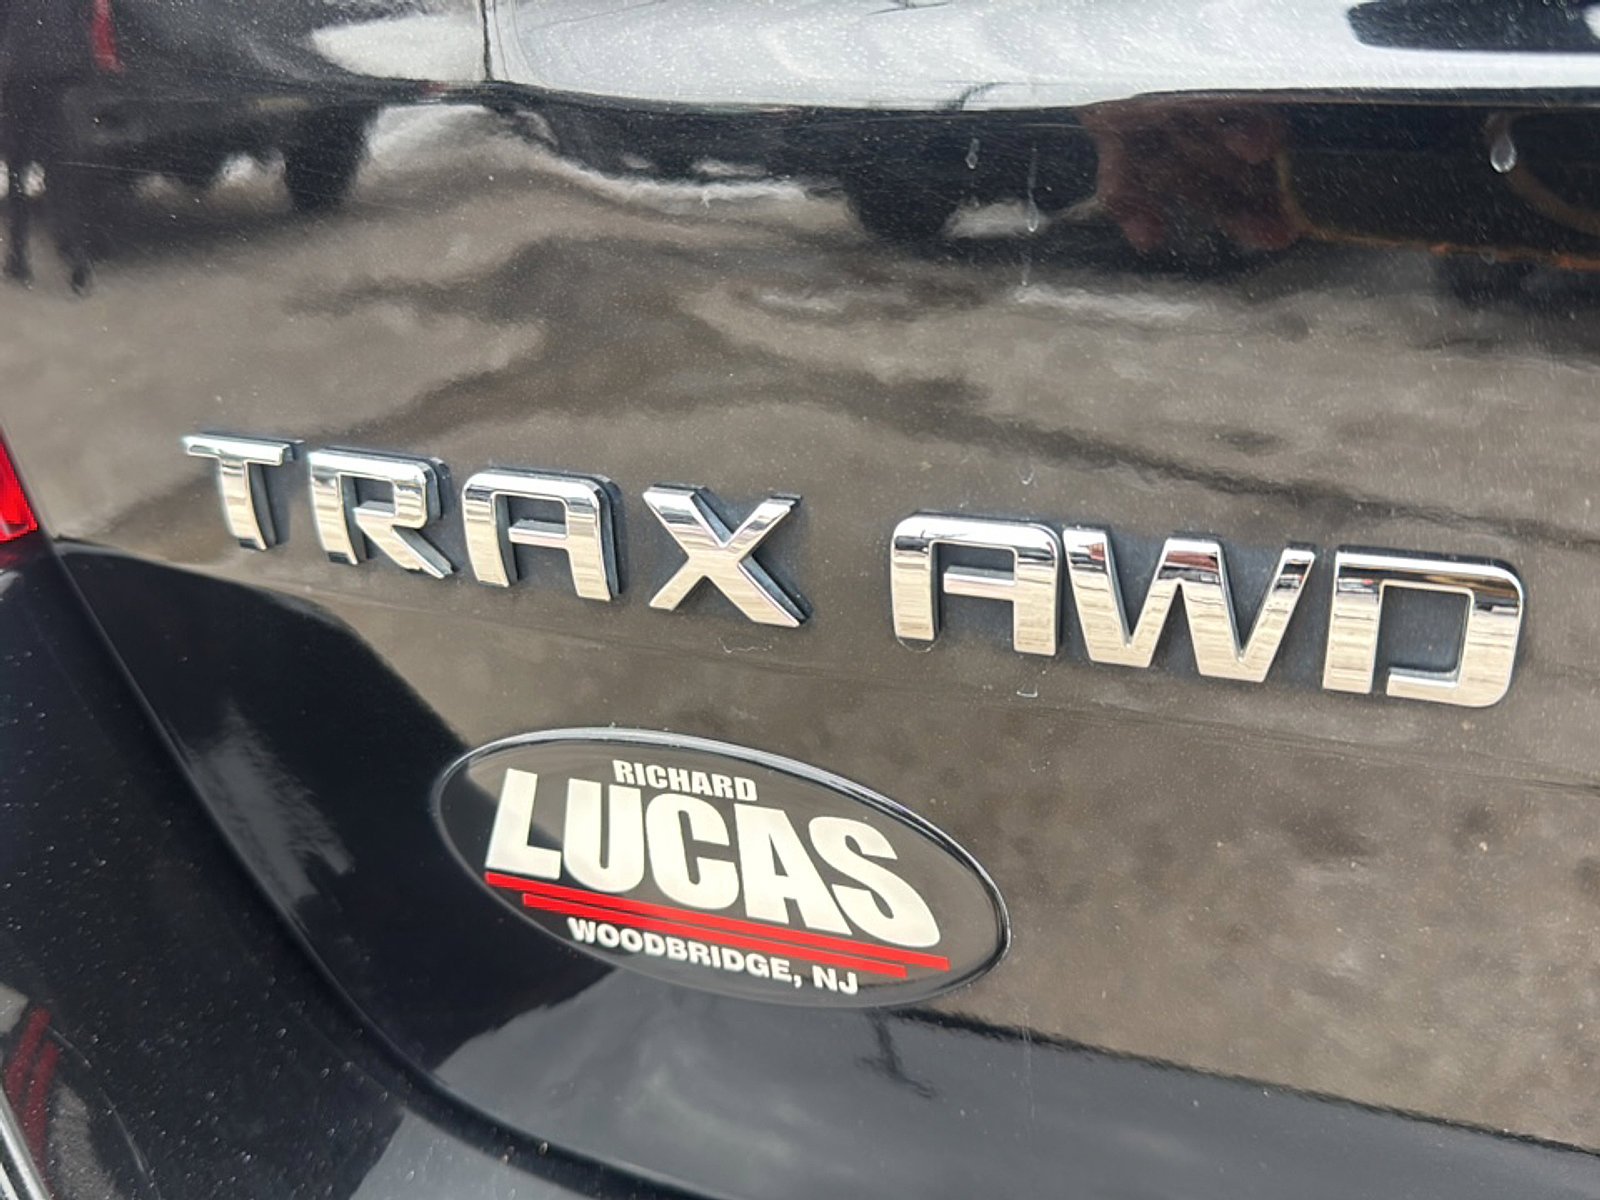 TRAX AWD
RICHARD
LUCAS
WOODBRIDGE, NJ